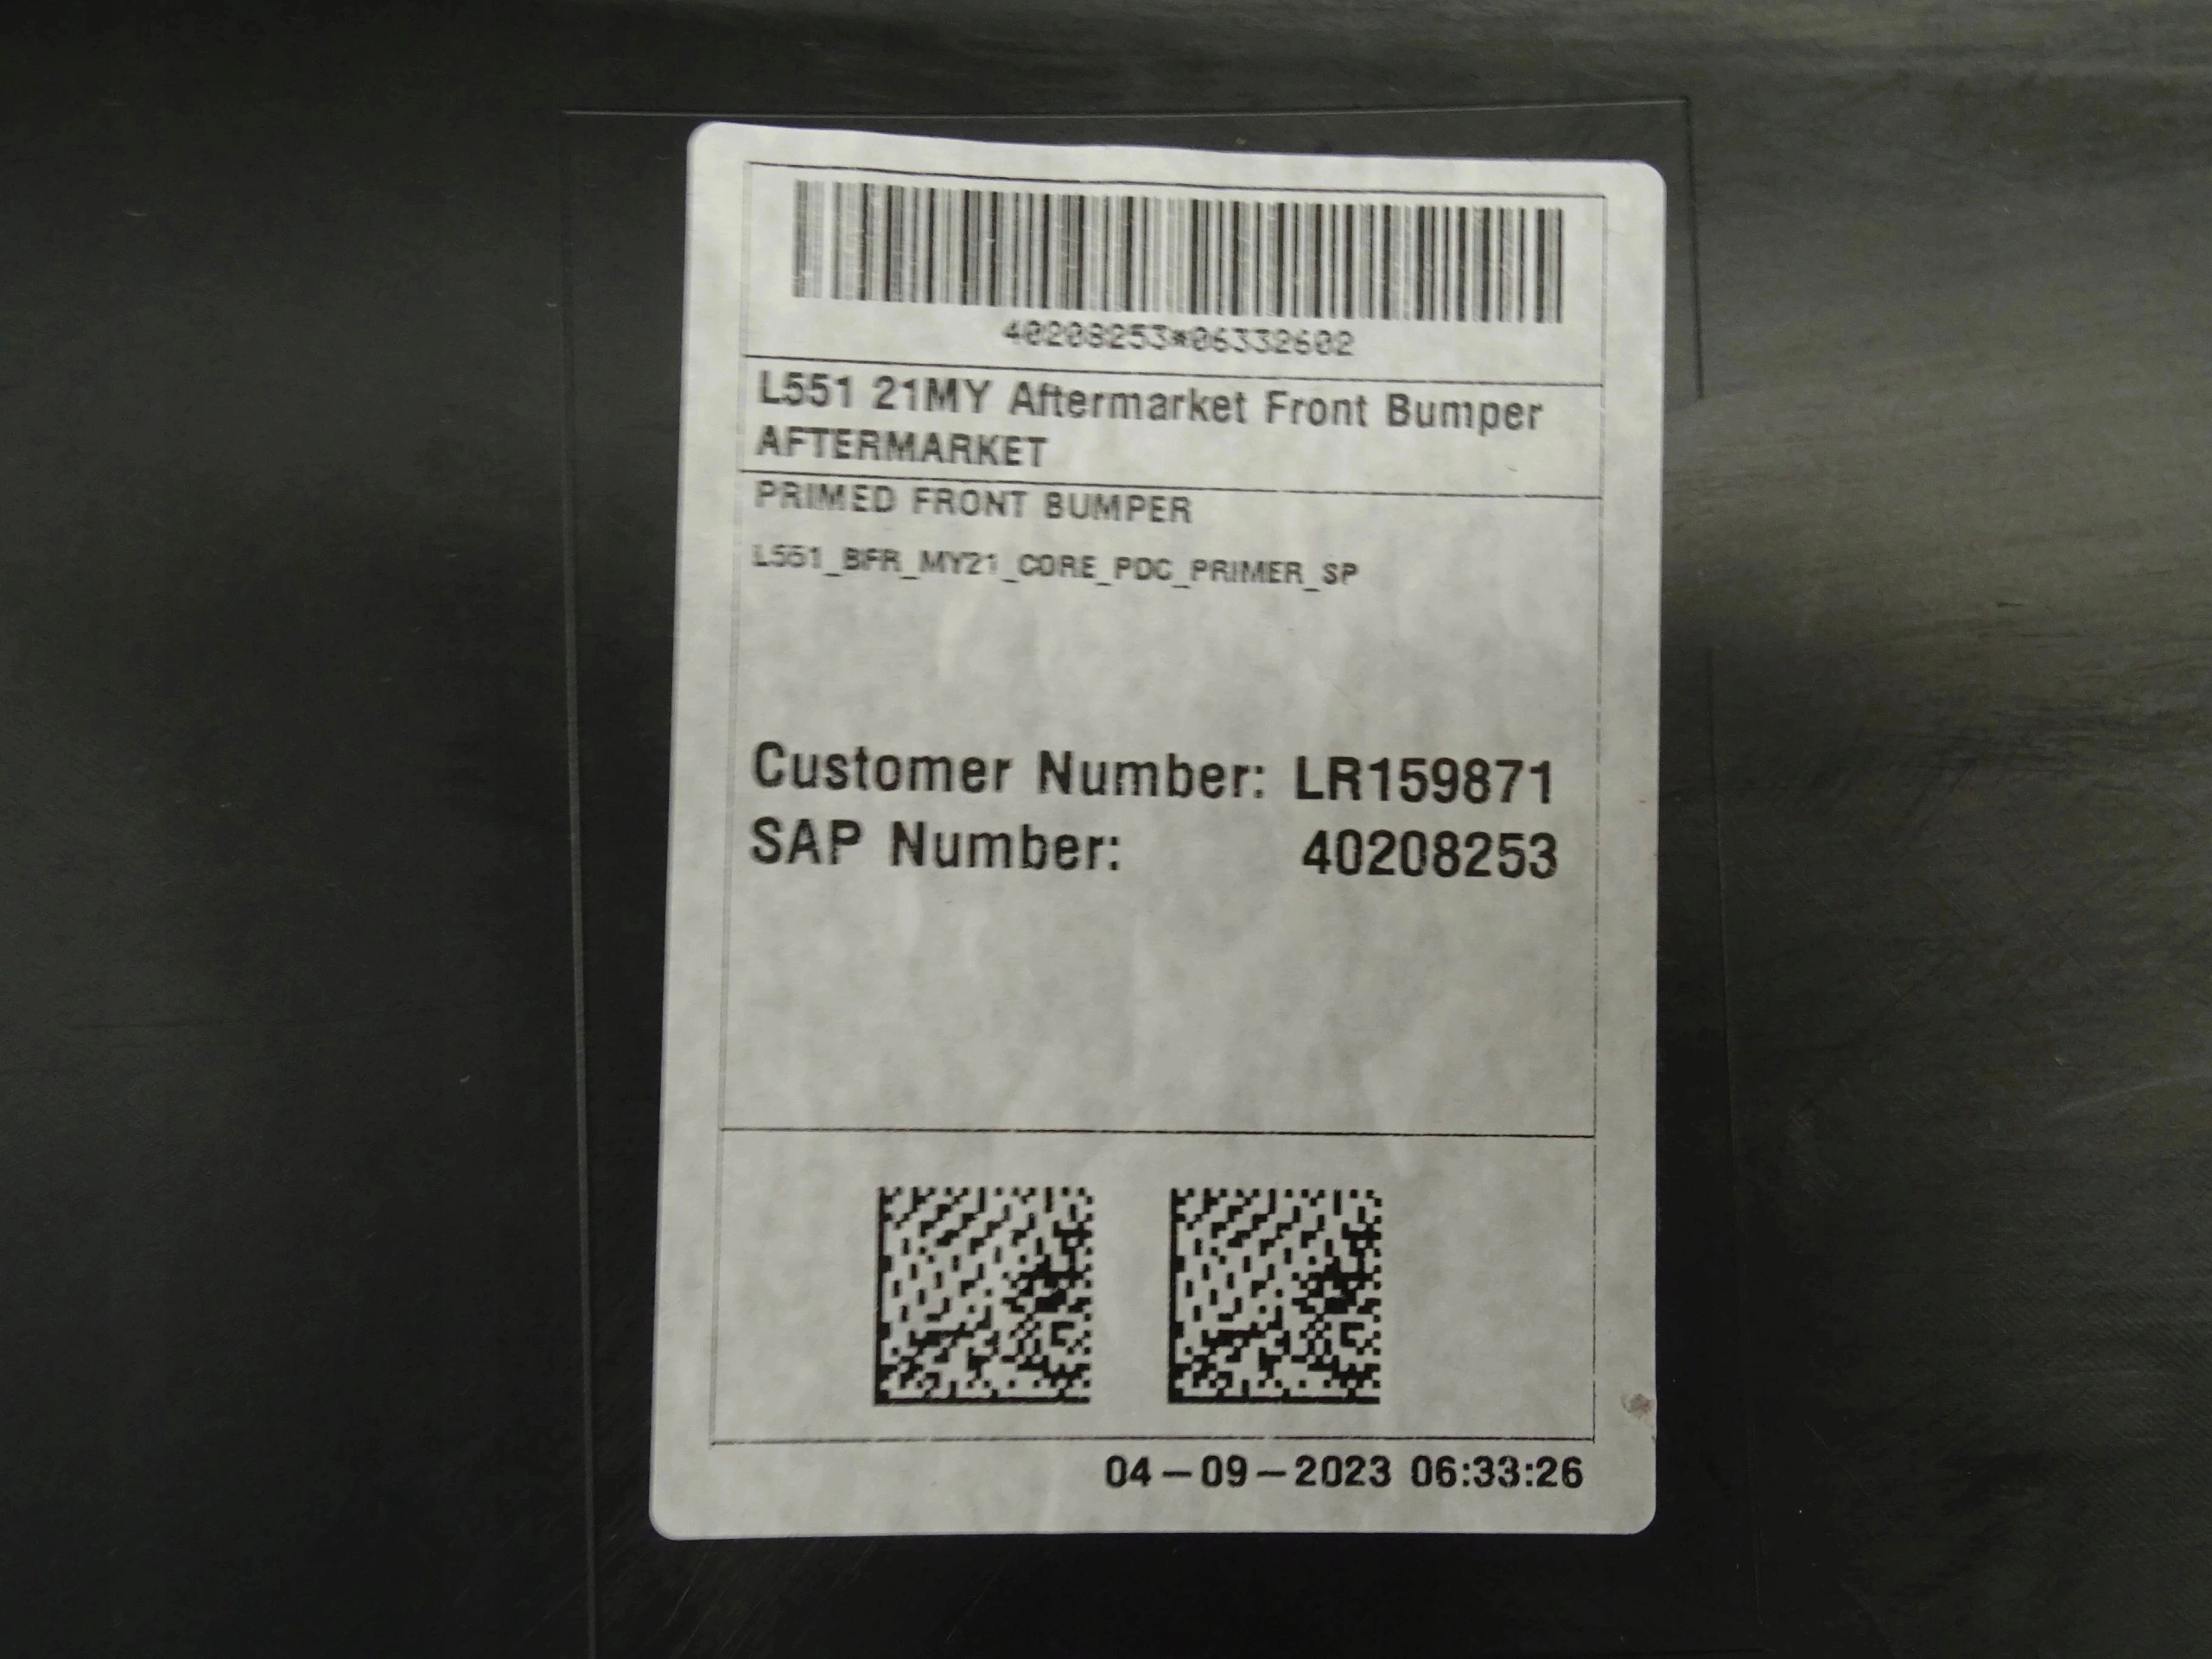 40208253*06332602
L551 21MY Aftermarket Front Bumper
AFTERMARKET
PRIMED FRONT BUMPER
L551_BFR_MY21_CORE_PDC_PRIMER_SP
Customer Number: LR159871
SAP Number: 40208253
04-09-2023 06:33:26